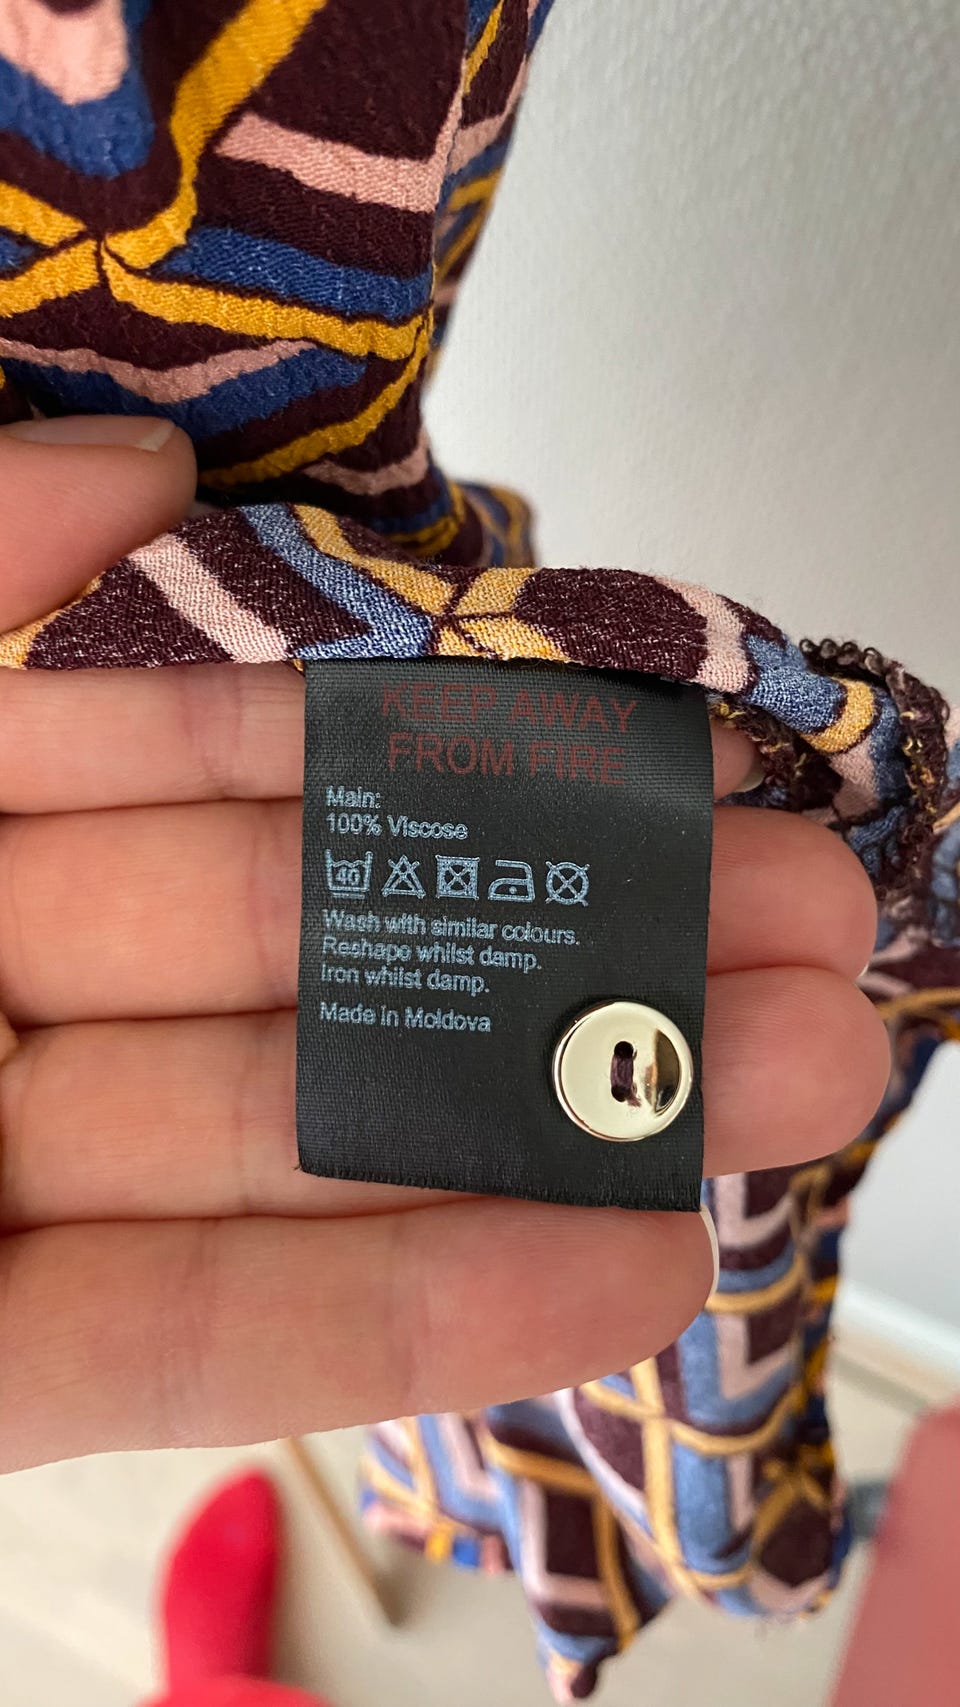 KEEP AWAY
FROM FIRE
Main:
100% Viscose
40
Wash with similar colours.
Reshape whilst damp.
Iron whilst damp.
Made in Moldova